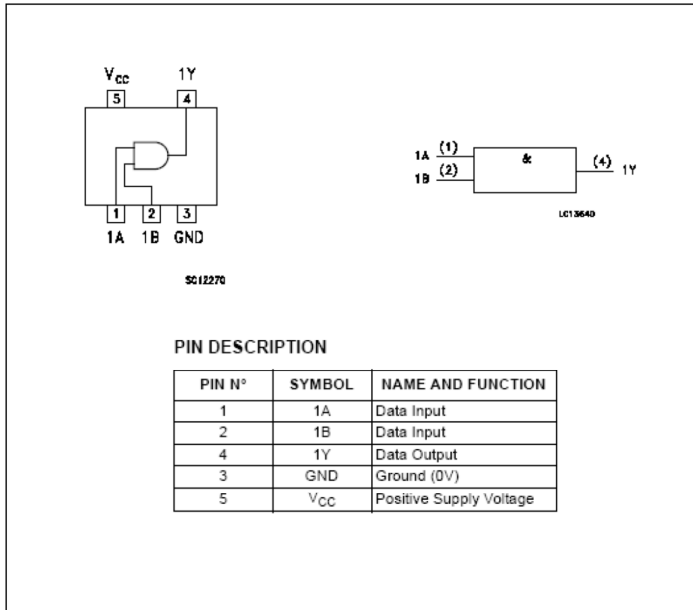 VCC 1Y
5 4
1 2 3
1A 1B GND
SC12270
1A (1) & (4) 1Y
1B (2)
LC13640
PIN DESCRIPTION
PIN N° SYMBOL NAME AND FUNCTION
1 1A Data Input
2 1B Data Input
4 1Y Data Output
3 GND Ground (0V)
5 VCC Positive Supply Voltage